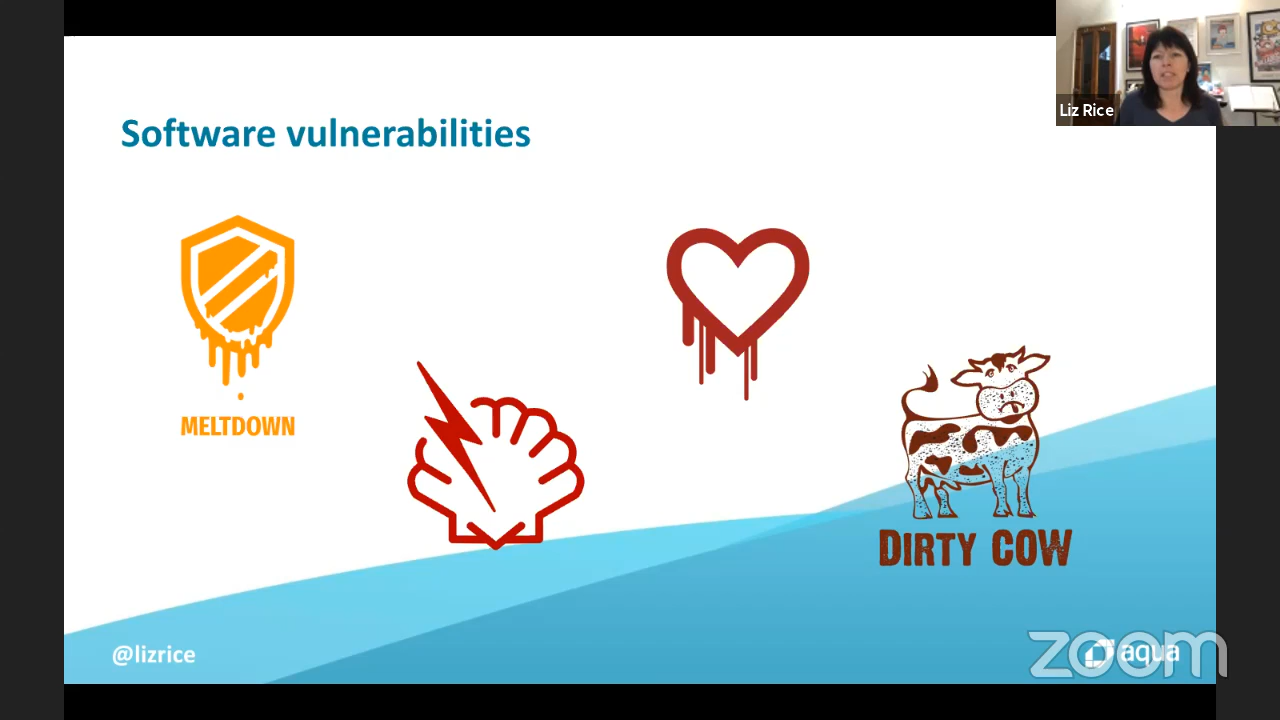 Liz Rice
Software vulnerabilities
MELTDOWN
DIRTY COW
@lizrice
aqua
zoom